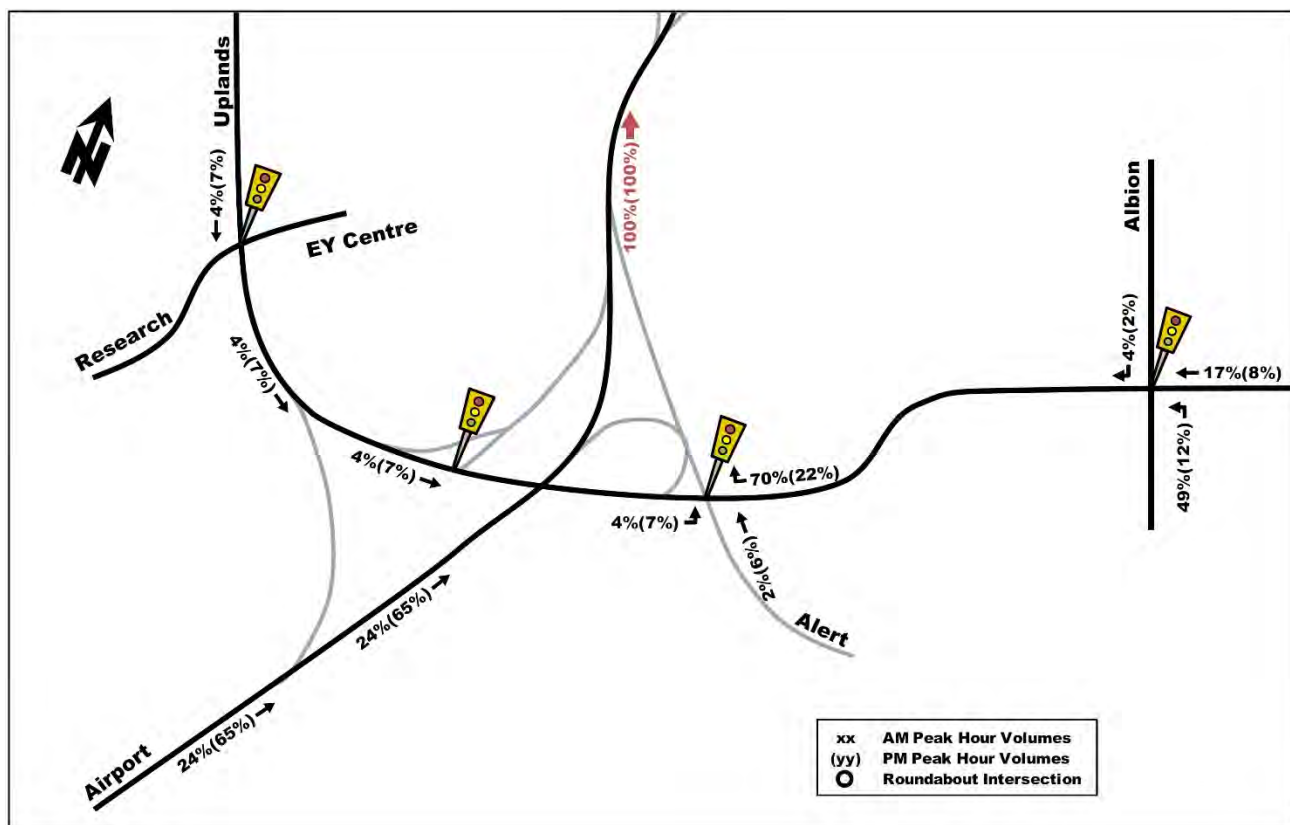 Uplands
4%(7%)
EY Centre
Research
4%(7%)
4%(7%)
100%(100%)
Albion
4%(2%)
17%(8%)
49%(12%)
70%(22%)
4%(7%)
2%(6%)
Alert
24%(65%)
24%(65%)
Airport
xx AM Peak Hour Volumes
(yy) PM Peak Hour Volumes
Roundabout Intersection